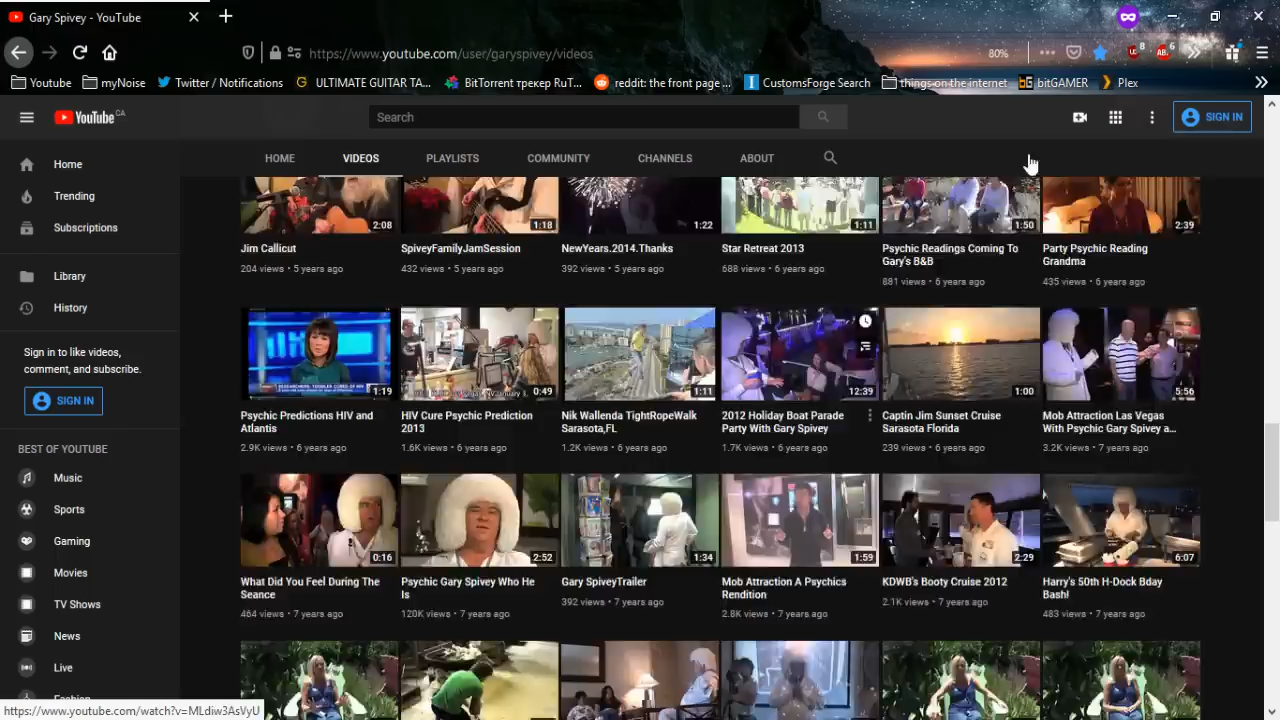 Gary Spivey - YouTube
https://www.youtube.com/user/garyspivey/videos
80%
8
6
Youtube
myNoise
Twitter / Notifications
ULTIMATE GUITAR TA...
BitTorrent трекер RuT...
reddit: the front page ...
CustomsForge Search
things on the internet
bitGAMER
Plex
YouTube CA
Search
SIGN IN
HOME
VIDEOS
PLAYLISTS
COMMUNITY
CHANNELS
ABOUT
Home
Trending
Subscriptions
Library
History
Sign in to like videos,
comment, and subscribe.
SIGN IN
BEST OF YOUTUBE
Music
Sports
Gaming
Movies
TV Shows
News
Live
Fashion
2:08
1:18
1:22
1:11
1:50
2:39
Jim Callicut
204 views • 5 years ago
SpiveyFamilyJamSession
432 views • 5 years ago
NewYears.2014.Thanks
392 views • 5 years ago
Star Retreat 2013
688 views • 6 years ago
Psychic Readings Coming To
Gary's B&B
881 views • 6 years ago
Party Psychic Reading
Grandma
435 views • 6 years ago
1:19
0:49
1:11
12:39
1:00
5:56
Psychic Predictions HIV and
Atlantis
2.9K views • 6 years ago
HIV Cure Psychic Prediction
2013
1.6K views • 6 years ago
Nik Wallenda TightRopeWalk
Sarasota,FL
1.2K views • 6 years ago
2012 Holiday Boat Parade
Party With Gary Spivey
1.7K views • 6 years ago
Captin Jim Sunset Cruise
Sarasota Florida
239 views • 6 years ago
Mob Attraction Las Vegas
With Psychic Gary Spivey a...
3.2K views • 7 years ago
0:16
2:52
1:34
1:59
2:29
6:07
What Did You Feel During The
Seance
464 views • 7 years ago
Psychic Gary Spivey Who He
Is
120K views • 7 years ago
Gary SpiveyTrailer
392 views • 7 years ago
Mob Attraction A Psychics
Rendition
2.8K views • 7 years ago
KDWB's Booty Cruise 2012
2.1K views • 7 years ago
Harry's 50th H-Dock Bday
Bash!
483 views • 7 years ago
https://www.youtube.com/watch?v=MLdiw3AsVyU